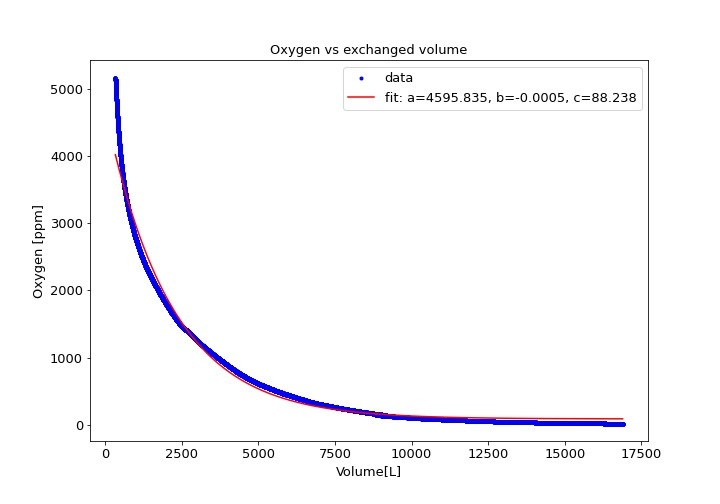 Oxygen vs exchanged volume
data
fit: a=4595.835, b=-0.0005, c=88.238
5000
4000
3000
2000
1000
0
Oxygen [ppm]
0 2500 5000 7500 10000 12500 15000 17500
Volume[L]